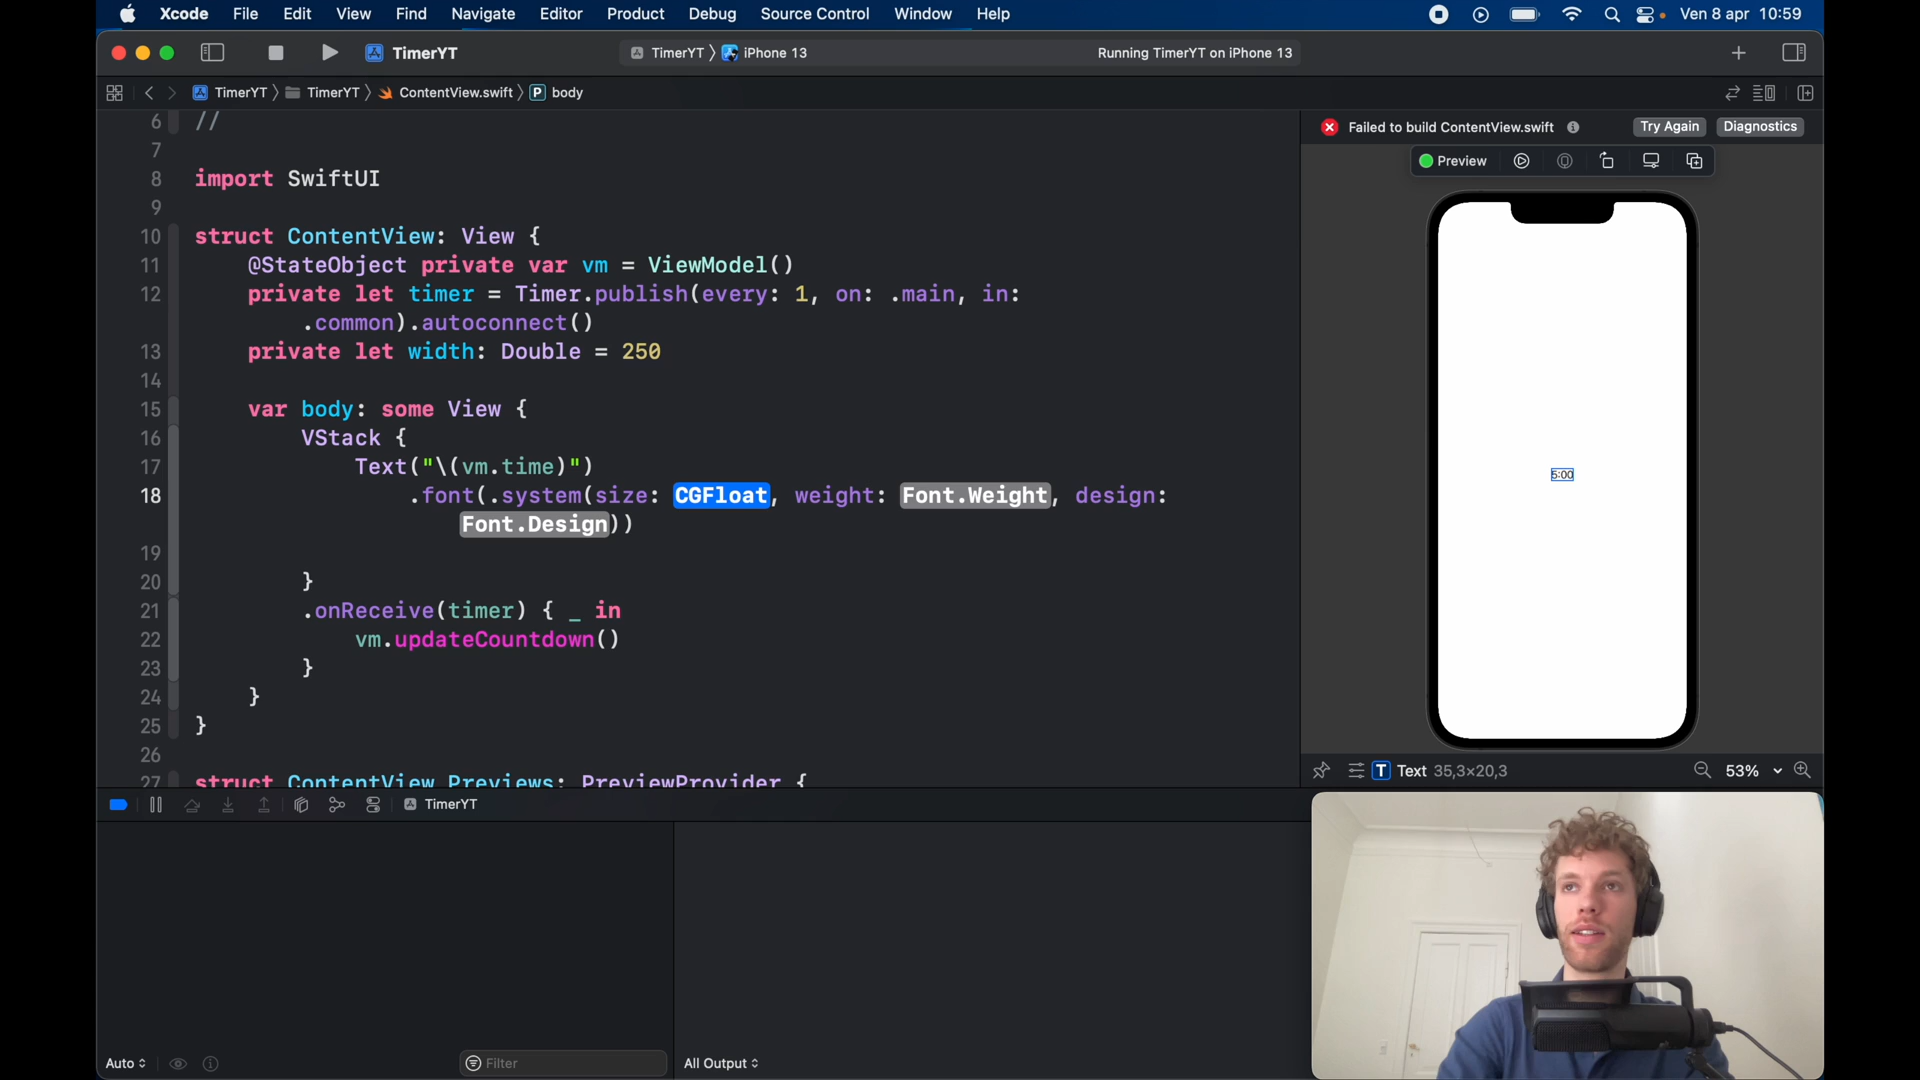 Xcode File Edit View Find Navigate Editor Product Debug Source Control Window Help Ven 8 apr 10:59
TimerYT TimerYT iPhone 13 Running TimerYT on iPhone 13
TimerYT TimerYT ContentView.swift P body
Failed to build ContentView.swift Try Again Diagnostics
Preview
6 //
7
8 import SwiftUI
9
10 struct ContentView: View {
11 @StateObject private var vm = ViewModel()
12 private let timer = Timer.publish(every: 1, on: .main, in:
.common).autoconnect()
13 private let width: Double = 250
14
15 var body: some View {
16 VStack {
17 Text("\(vm.time)")
18 .font(.system(size: CGFloat, weight: Font.Weight, design:
Font.Design))
19
20 }
21 .onReceive(timer) { _ in
22 vm.updateCountdown()
23 }
24 }
25 }
26
27 struct ContentView_Previews: PreviewProvider {
5:00
T Text 35,3×20,3 53%
TimerYT
Auto Filter All Output